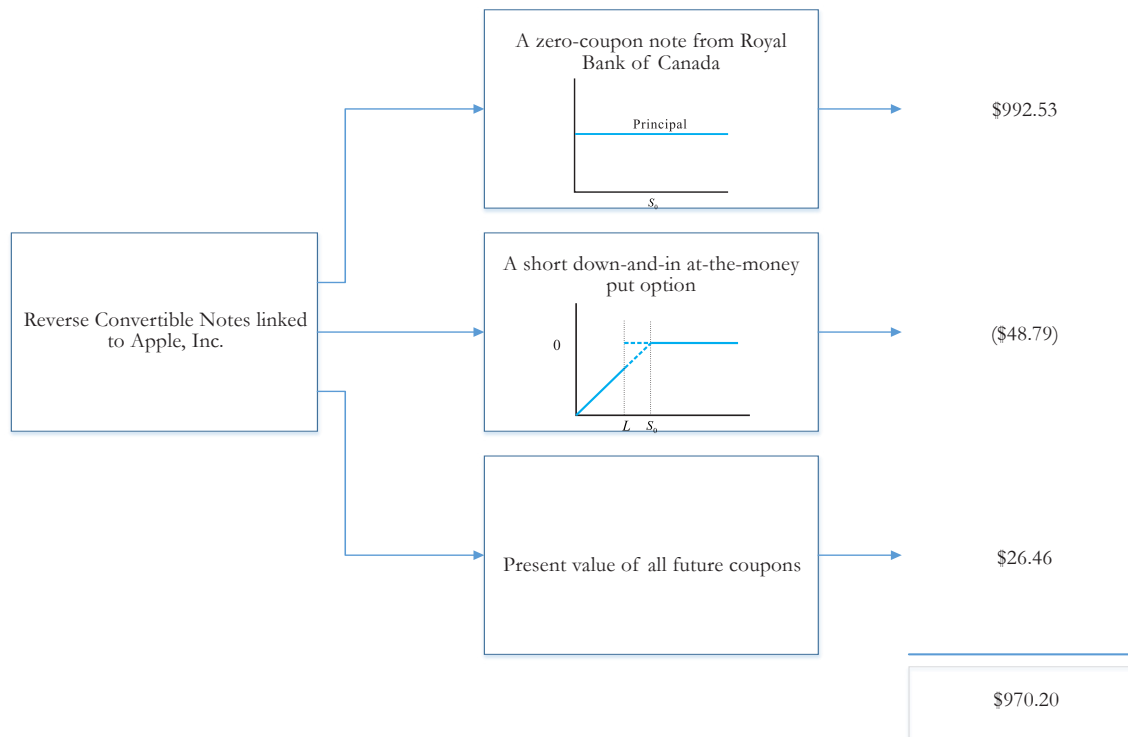 A zero-coupon note from Royal
Bank of Canada
Principal
S₀
$992.53
Reverse Convertible Notes linked
to Apple, Inc.
A short down-and-in at-the-money
put option
0
L S₀
($48.79)
Present value of all future coupons
$26.46
$970.20